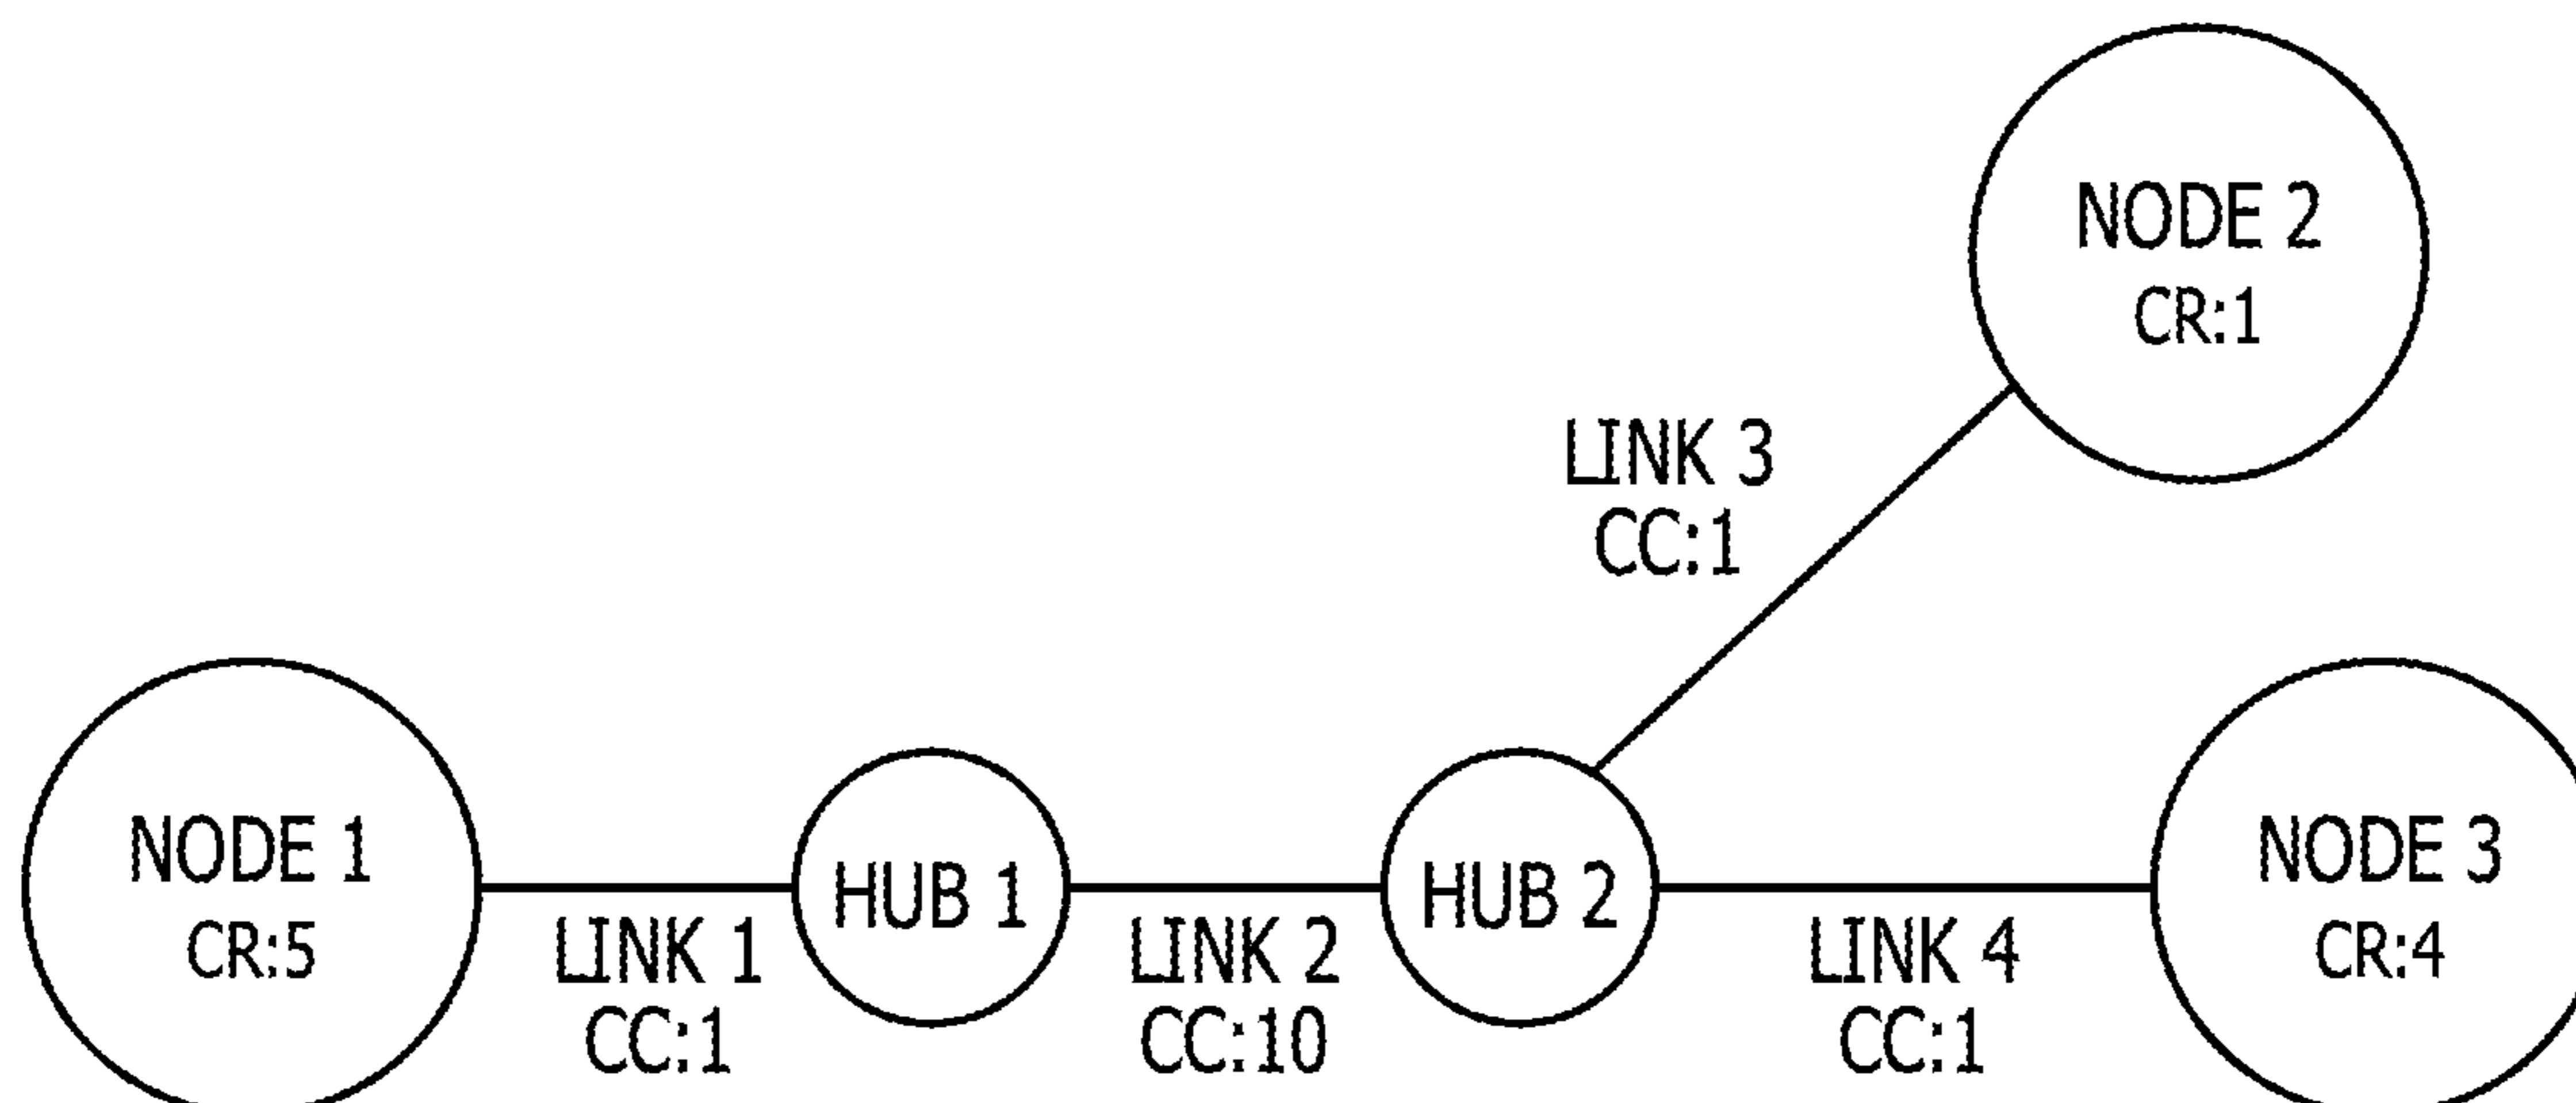 NODE 2
CR:1
LINK 3
CC:1
NODE 1
CR:5
LINK 1
CC:1
HUB 1
LINK 2
CC:10
HUB 2
LINK 4
CC:1
NODE 3
CR:4